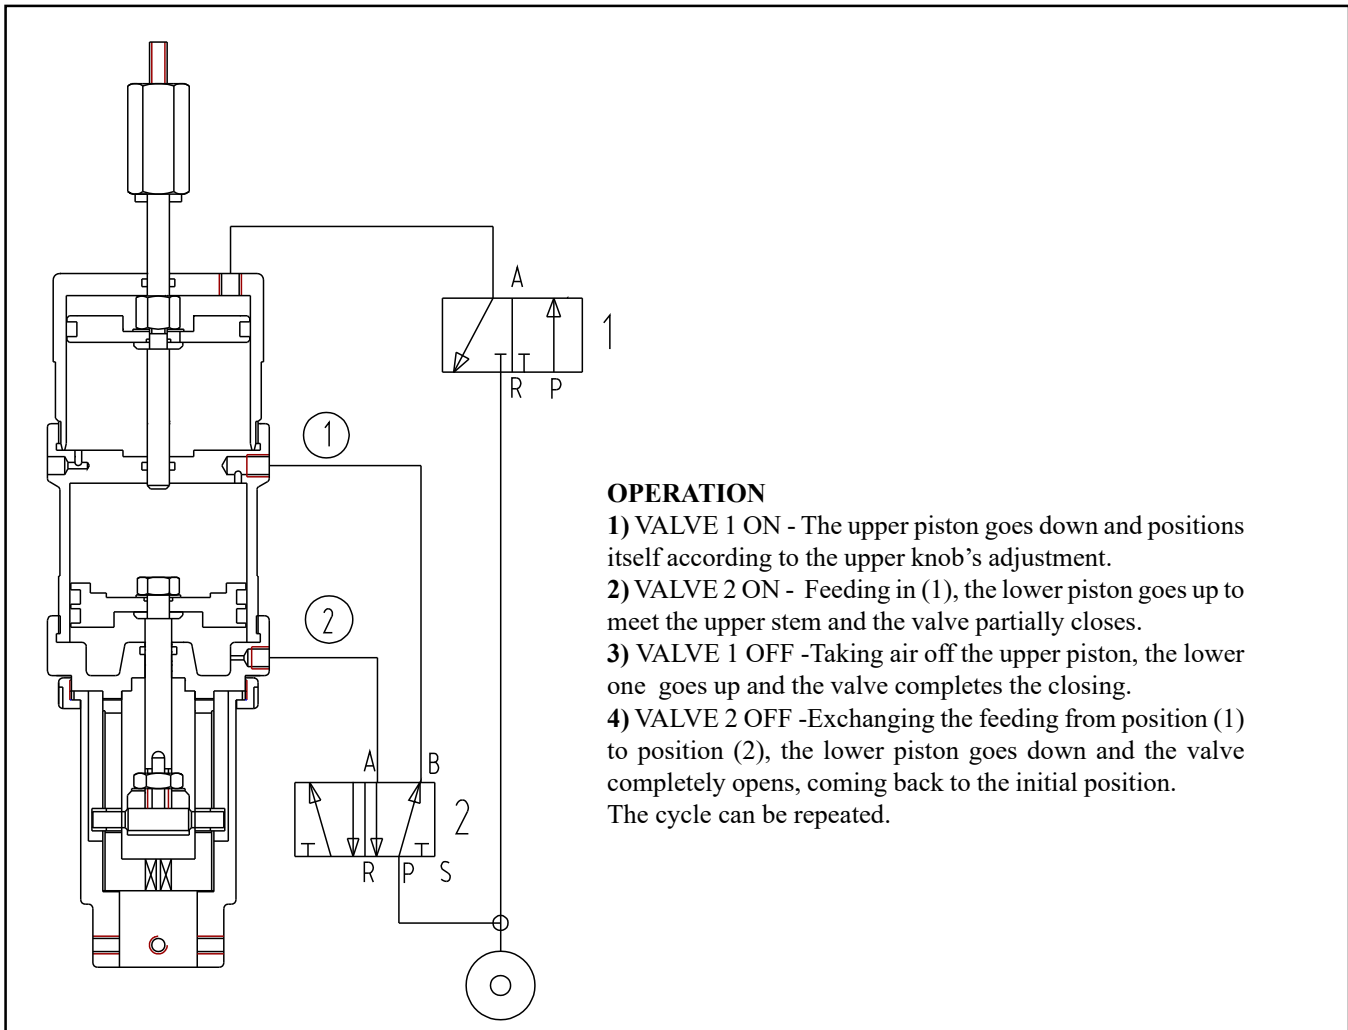 A
1
R P
1
2
A B
2
R P S
OPERATION
1) VALVE 1 ON - The upper piston goes down and positions
itself according to the upper knob’s adjustment.
2) VALVE 2 ON - Feeding in (1), the lower piston goes up to
meet the upper stem and the valve partially closes.
3) VALVE 1 OFF -Taking air off the upper piston, the lower
one goes up and the valve completes the closing.
4) VALVE 2 OFF -Exchanging the feeding from position (1)
to position (2), the lower piston goes down and the valve
completely opens, coming back to the initial position.
The cycle can be repeated.